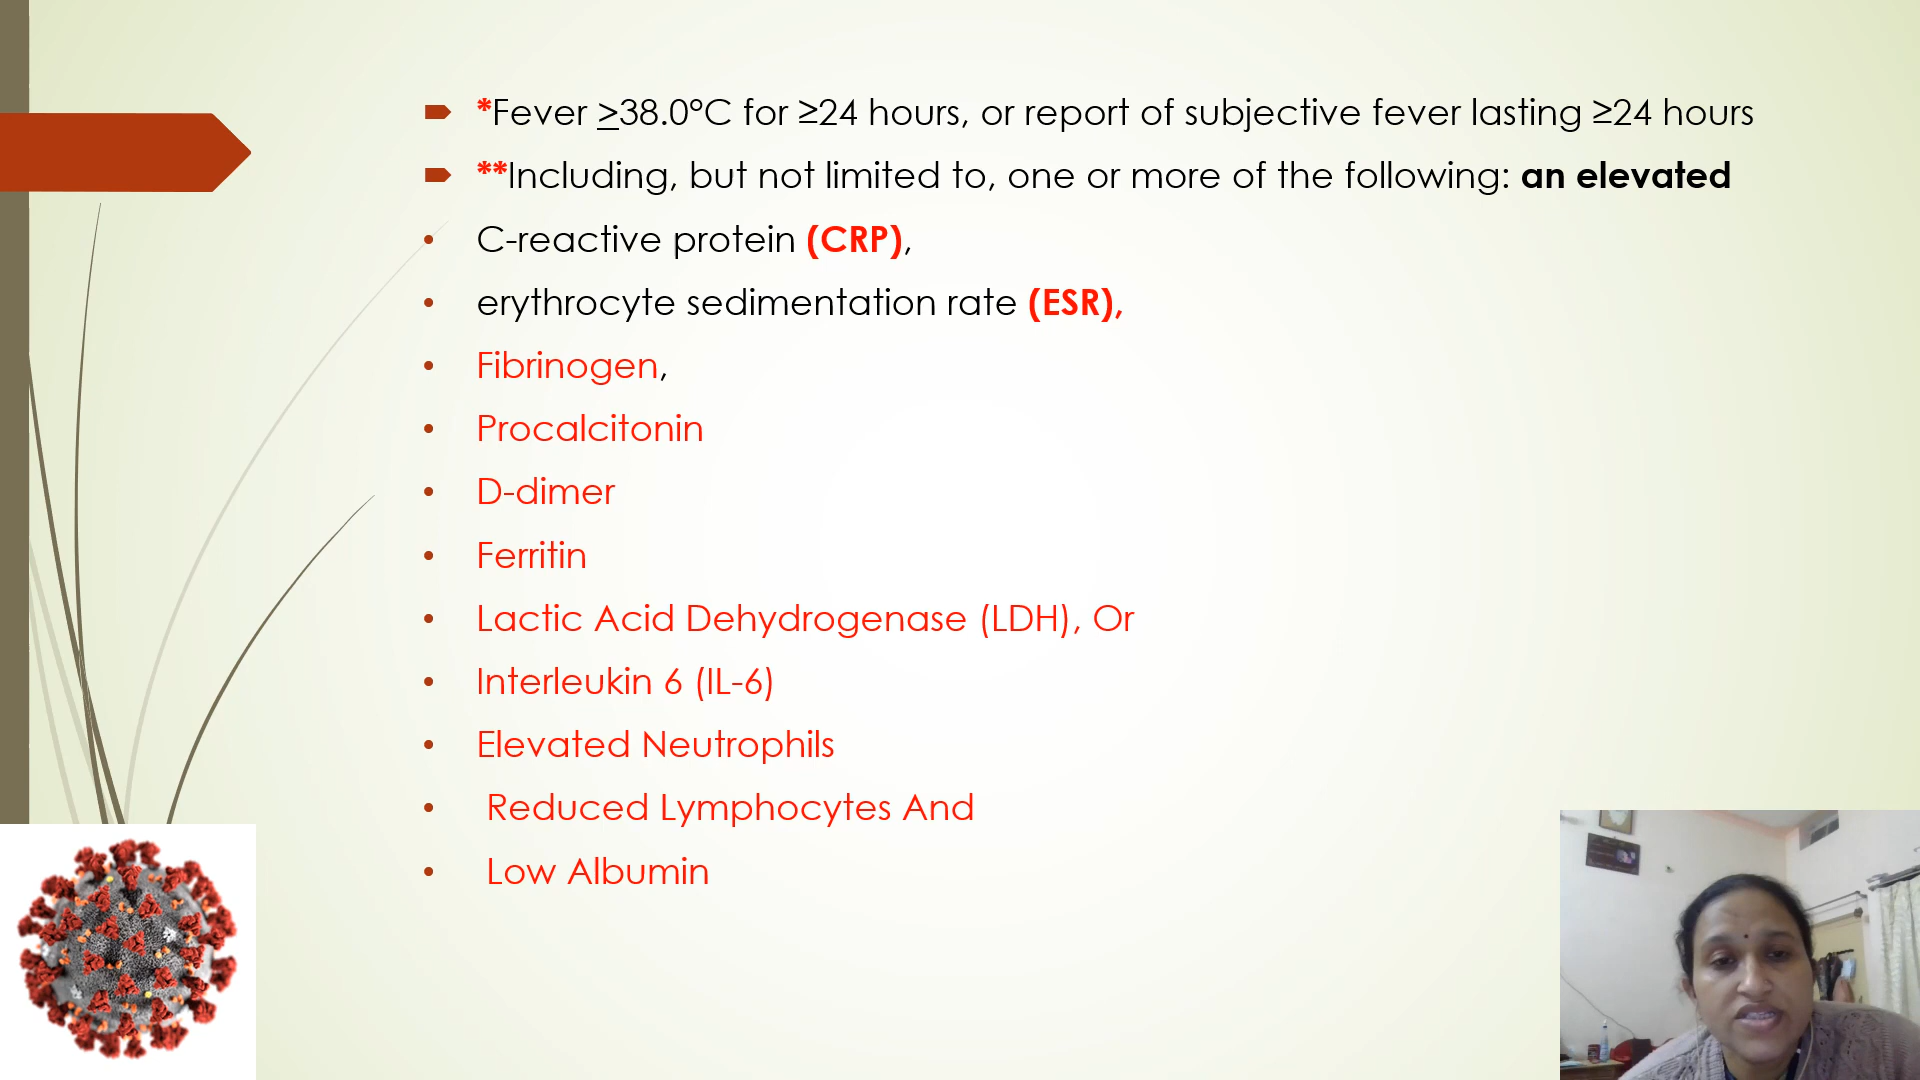 *Fever ≥38.0°C for ≥24 hours, or report of subjective fever lasting ≥24 hours
**Including, but not limited to, one or more of the following: an elevated
C-reactive protein (CRP),
erythrocyte sedimentation rate (ESR),
Fibrinogen,
Procalcitonin
D-dimer
Ferritin
Lactic Acid Dehydrogenase (LDH), Or
Interleukin 6 (IL-6)
Elevated Neutrophils
Reduced Lymphocytes And
Low Albumin